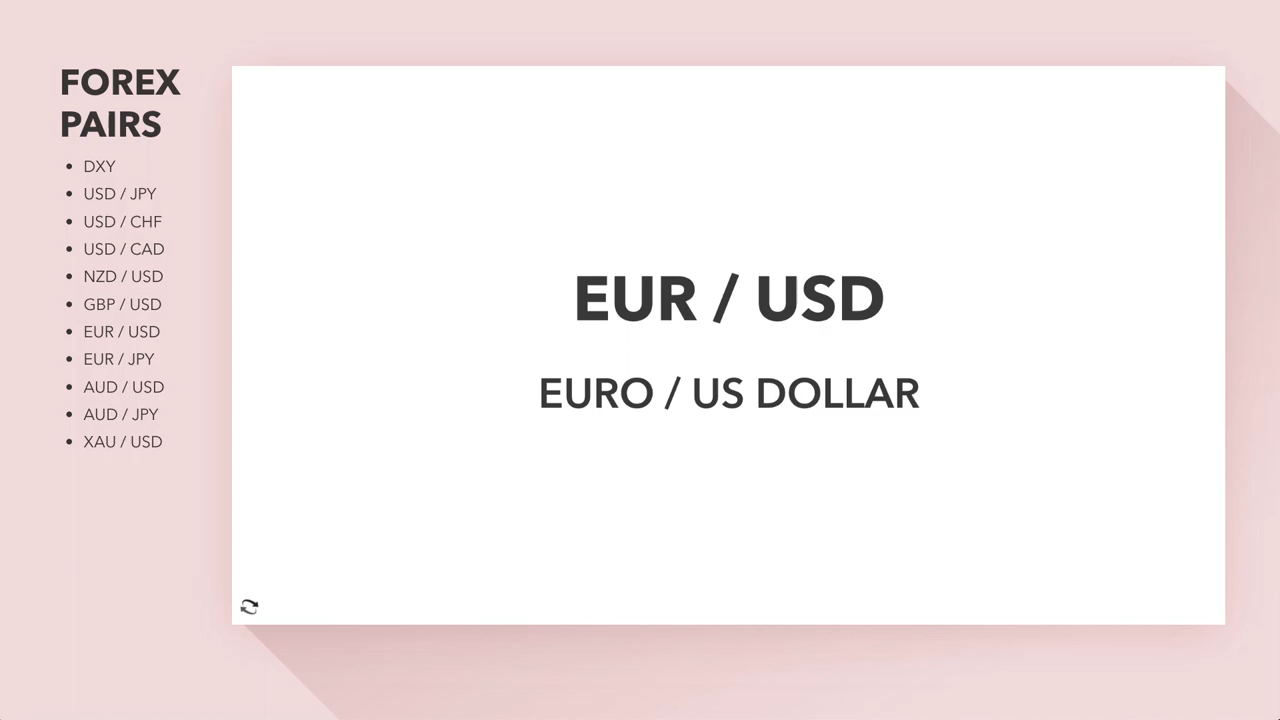 FOREX
PAIRS
• DXY
• USD / JPY
• USD / CHF
• USD / CAD
• NZD / USD
• GBP / USD
• EUR / USD
• EUR / JPY
• AUD / USD
• AUD / JPY
• XAU / USD
EUR / USD
EURO / US DOLLAR